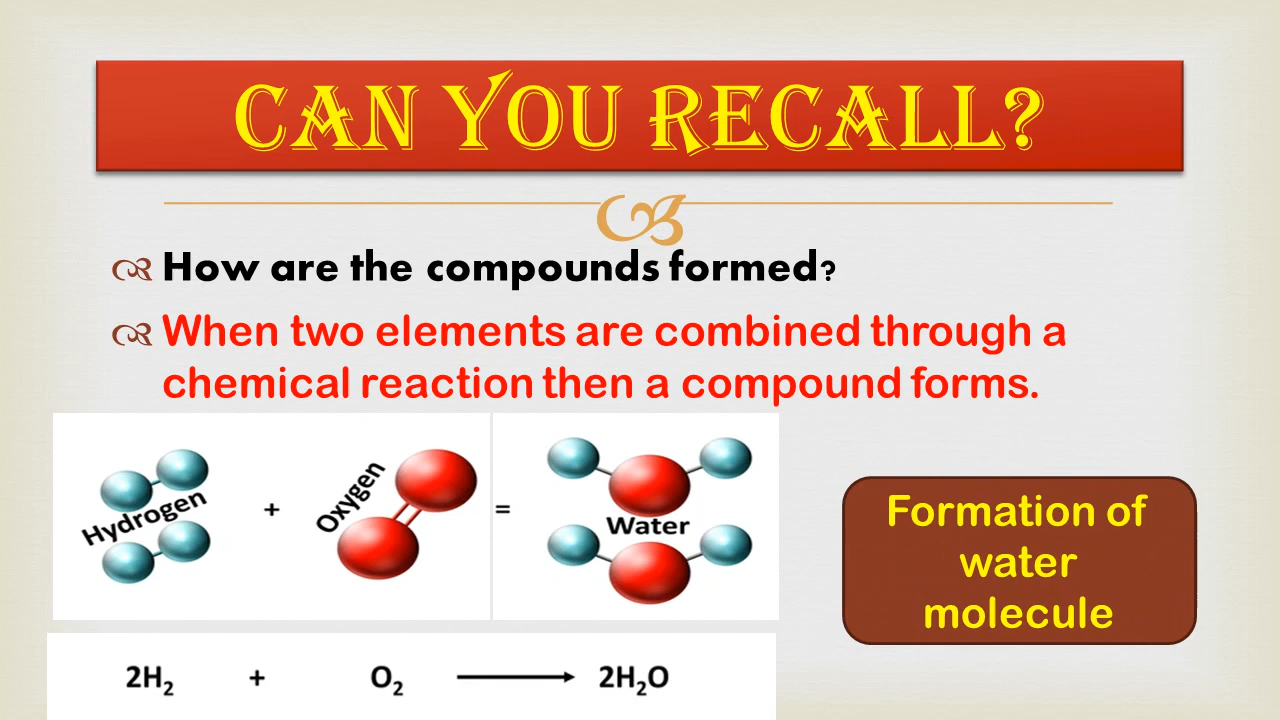 CAN YOU RECALL?
How are the compounds formed?
When two elements are combined through a
chemical reaction then a compound forms.
Hydrogen + Oxygen = Water
Formation of
water
molecule
2H₂ + O₂ ⟶ 2H₂O